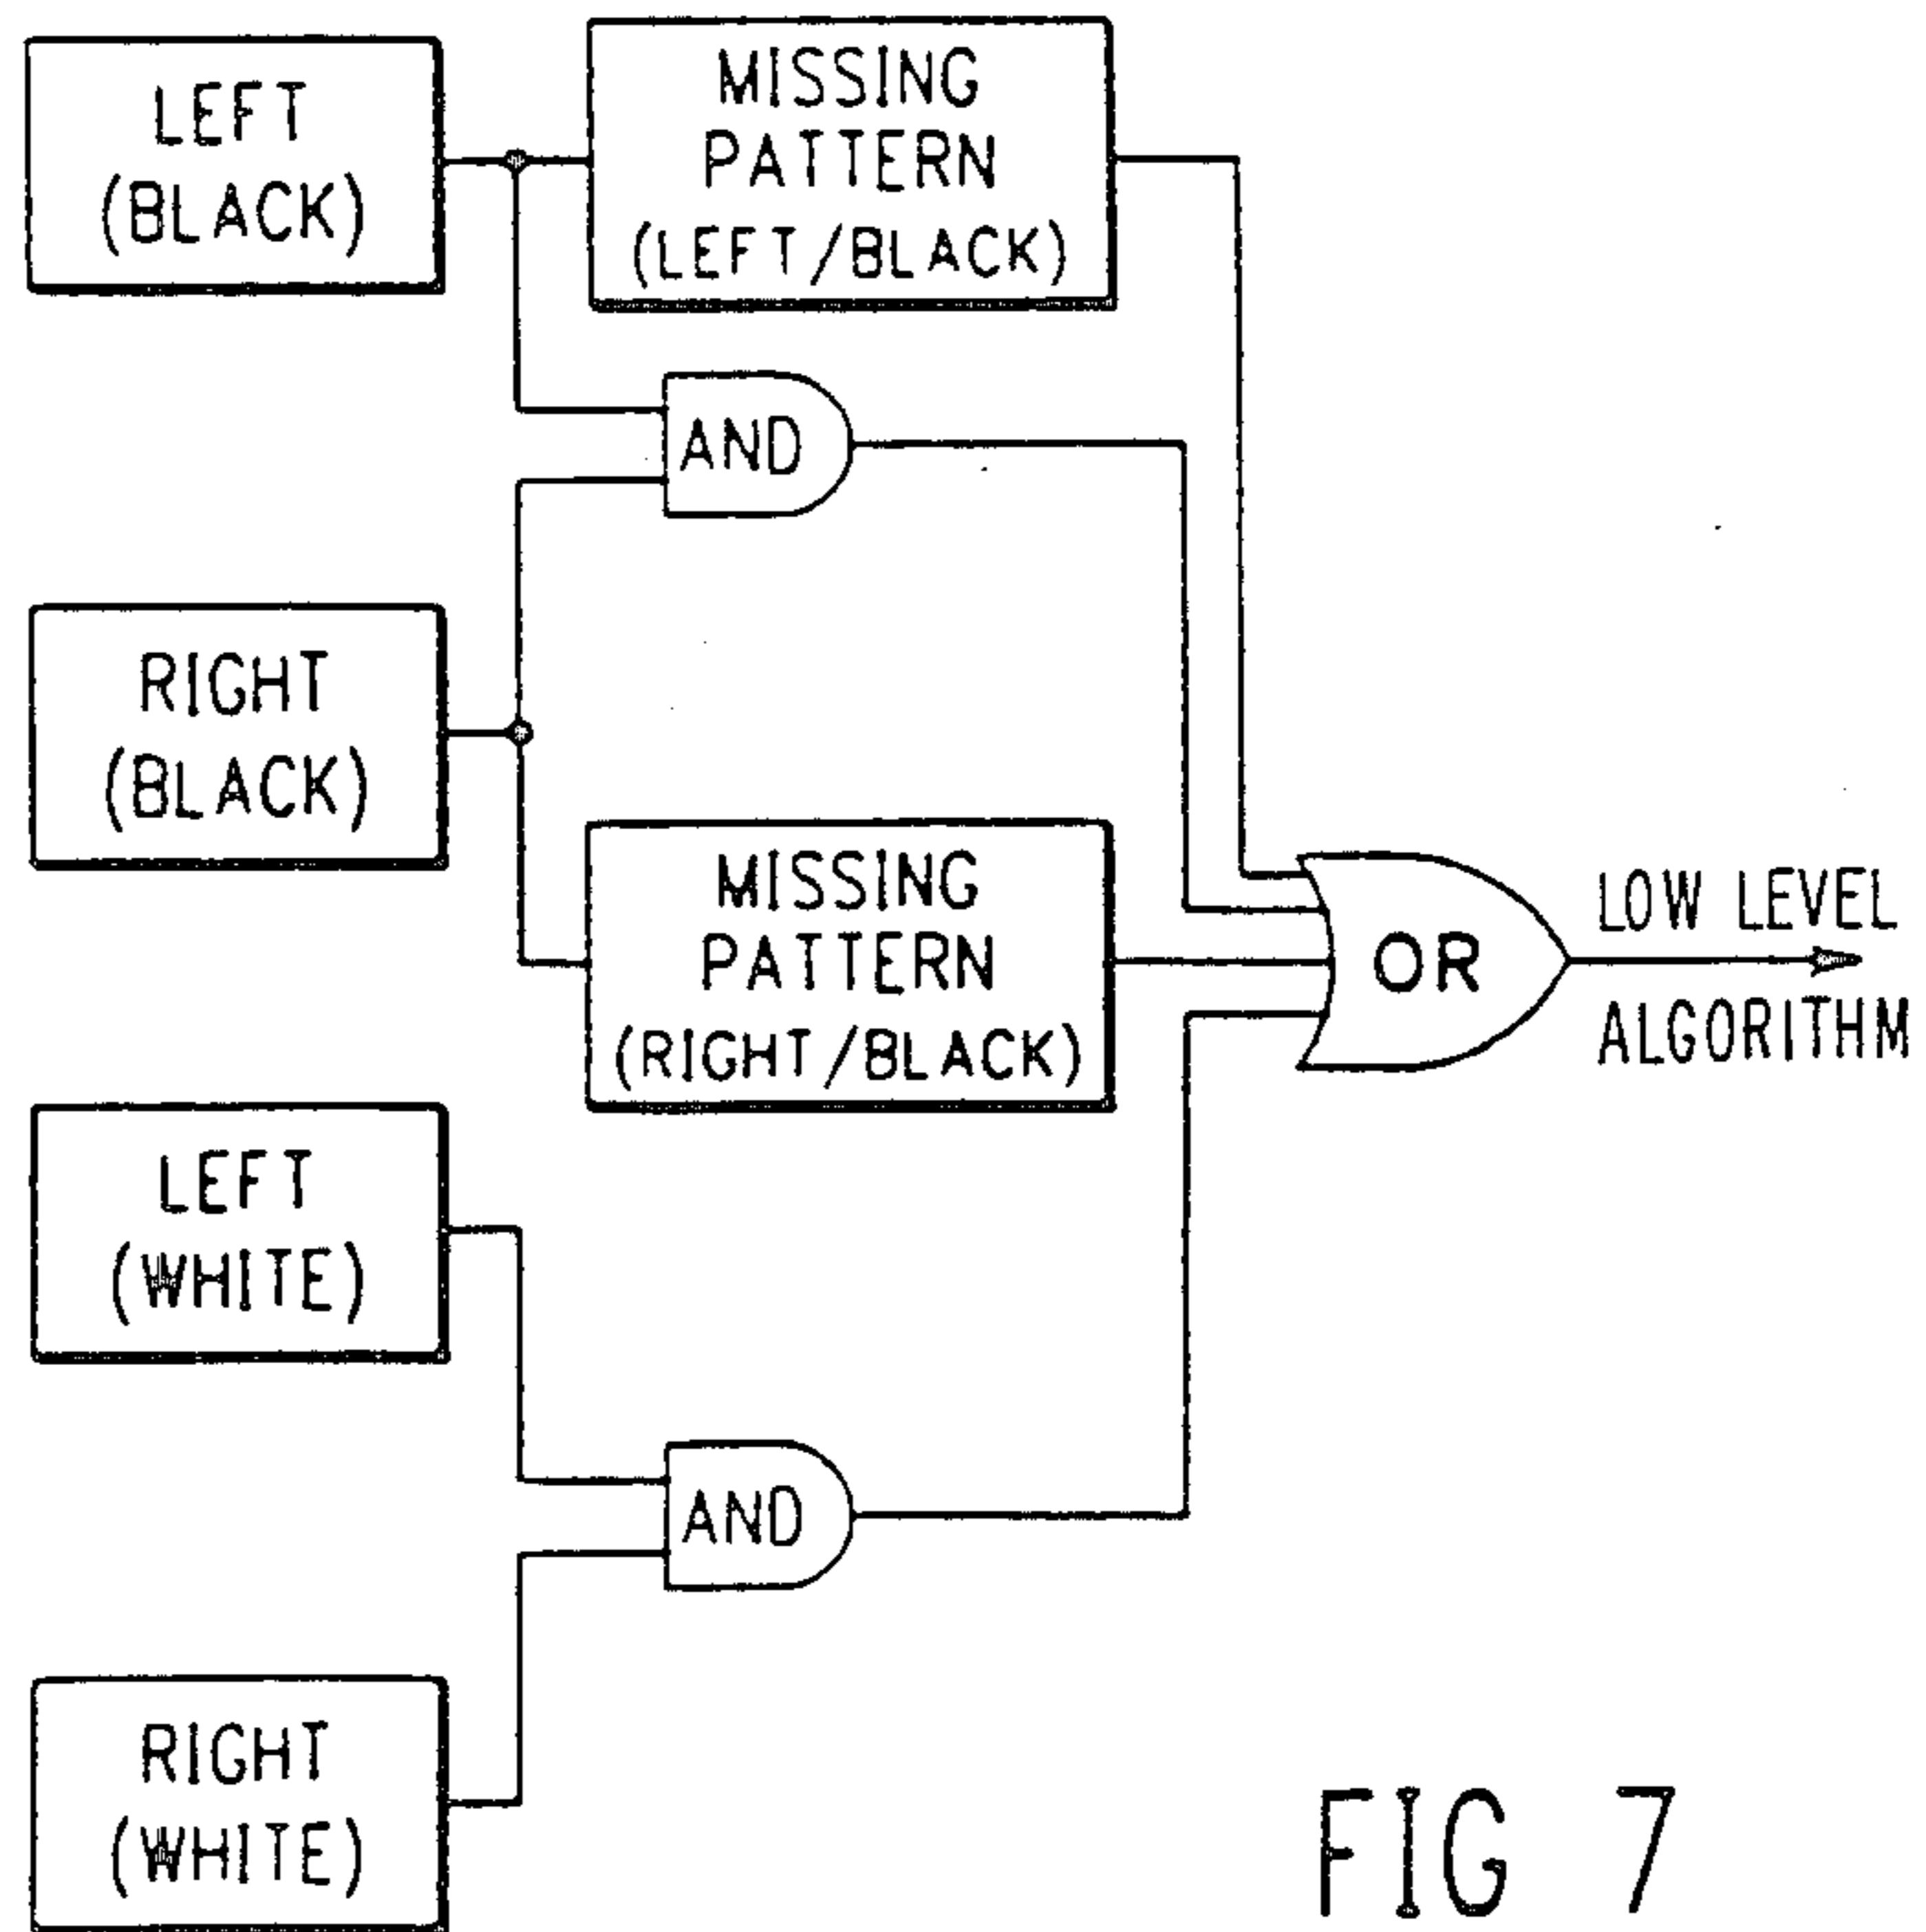 LEFT
(BLACK)
MISSING
PATTERN
(LEFT/BLACK)
AND
RIGHT
(BLACK)
MISSING
PATTERN
(RIGHT/BLACK)
OR
LOW LEVEL
ALGORITHM
LEFT
(WHITE)
AND
RIGHT
(WHITE)
FIG 7